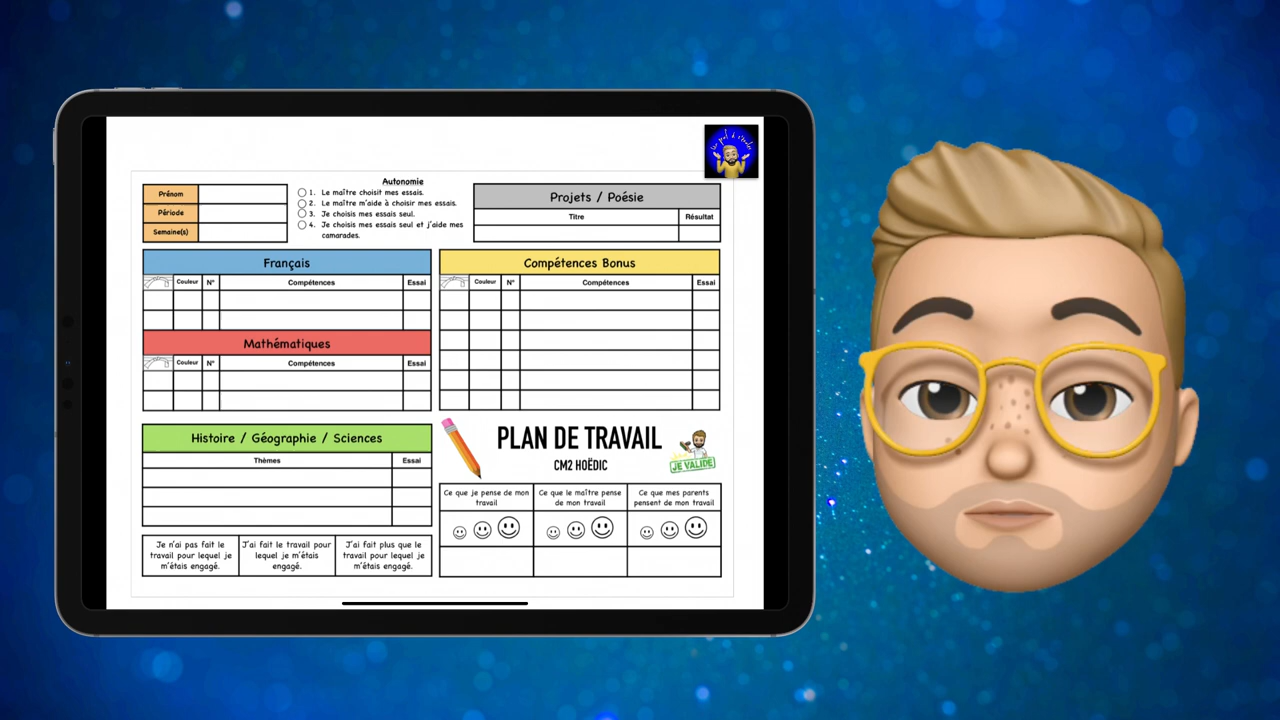 Prénom
Période
Semaine(s)
Autonomie
1. Le maître choisit mes essais.
2. Le maître m'aide à choisir mes essais.
3. Je choisis mes essais seul.
4. Je choisis mes essais seul et j'aide mes
camarades.
Projets / Poésie
Titre Résultat
Français
Couleur N° Compétences Essai
Mathématiques
Couleur N° Compétences Essai
Compétences Bonus
Couleur N° Compétences Essai
Histoire / Géographie / Sciences
Thèmes Essai
Je n'ai pas fait le
travail pour lequel je
m'étais engagé.
J'ai fait le travail pour
lequel je m'étais
engagé.
J'ai fait plus que le
travail pour lequel je
m'étais engagé.
PLAN DE TRAVAIL
CM2 HOËDIC
JE VALIDE
Ce que je pense de mon
travail
Ce que le maître pense
de mon travail
Ce que mes parents
pensent de mon travail